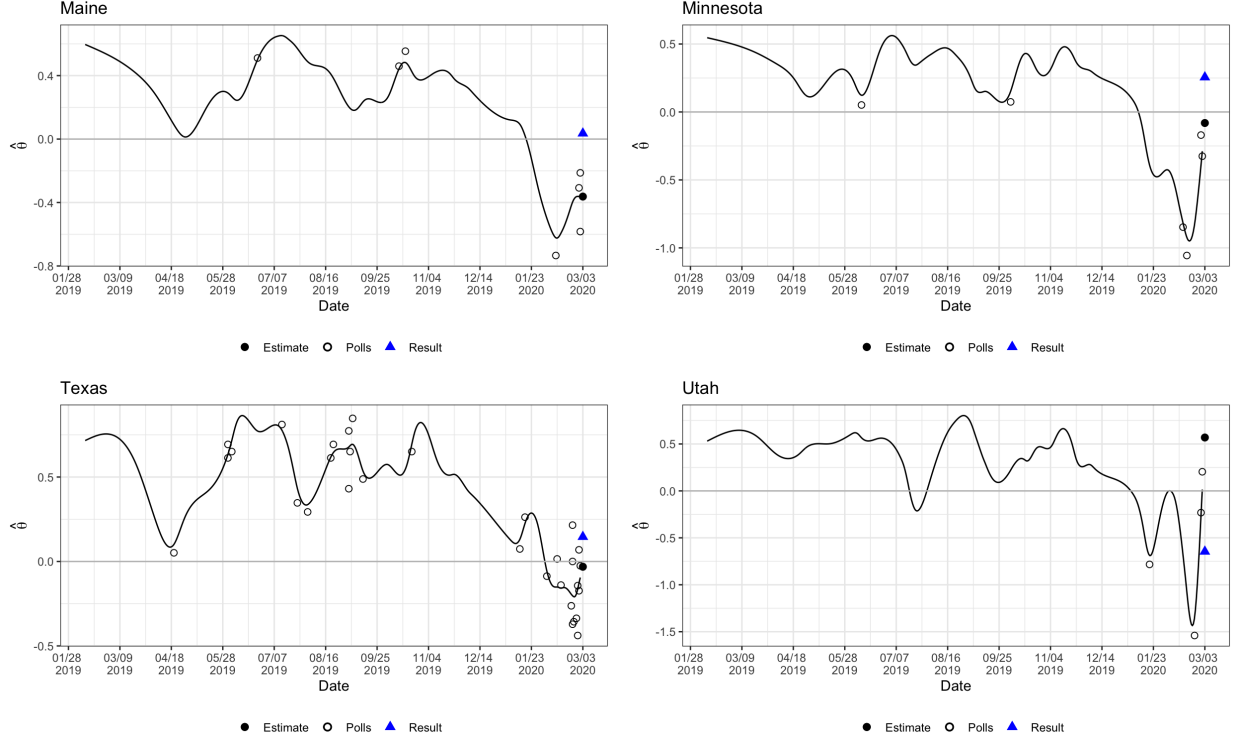 Maine
θ̂
0.4
0.0
-0.4
-0.8
01/28 03/09 04/18 05/28 07/07 08/16 09/25 11/04 12/14 01/23 03/03
2019 2019 2019 2019 2019 2019 2019 2019 2019 2020 2020
Date
Estimate Polls Result
Minnesota
θ̂
0.5
0.0
-0.5
-1.0
01/28 03/09 04/18 05/28 07/07 08/16 09/25 11/04 12/14 01/23 03/03
2019 2019 2019 2019 2019 2019 2019 2019 2019 2020 2020
Date
Estimate Polls Result
Texas
θ̂
0.5
0.0
-0.5
01/28 03/09 04/18 05/28 07/07 08/16 09/25 11/04 12/14 01/23 03/03
2019 2019 2019 2019 2019 2019 2019 2019 2019 2020 2020
Date
Estimate Polls Result
Utah
θ̂
0.5
0.0
-0.5
-1.0
-1.5
01/28 03/09 04/18 05/28 07/07 08/16 09/25 11/04 12/14 01/23 03/03
2019 2019 2019 2019 2019 2019 2019 2019 2019 2020 2020
Date
Estimate Polls Result